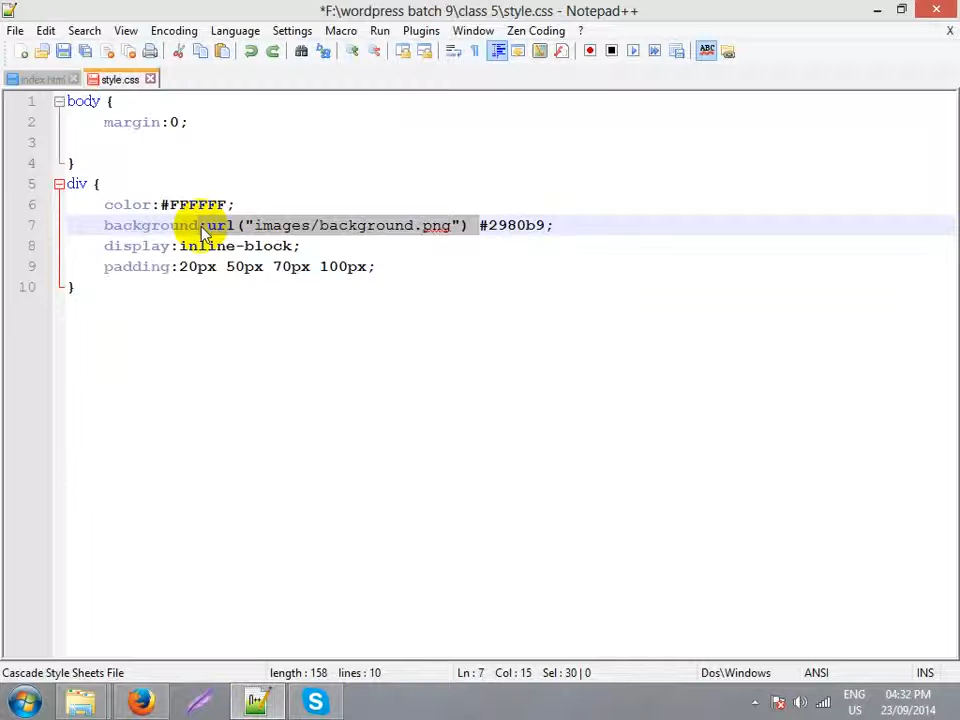 *F:\wordpress batch 9\class 5\style.css - Notepad++
File Edit Search View Encoding Language Settings Macro Run Plugins Window Zen Coding ? X
index.html style.css
1 body {
2 margin:0;
3
4 }
5 div {
6 color:#FFFFFF;
7 background:url("images/background.png") #2980b9;
8 display:inline-block;
9 padding:20px 50px 70px 100px;
10 }
Cascade Style Sheets File length : 158 lines : 10 Ln : 7 Col : 15 Sel : 30 | 0 Dos\Windows ANSI INS
ENG 04:32 PM
US 23/09/2014